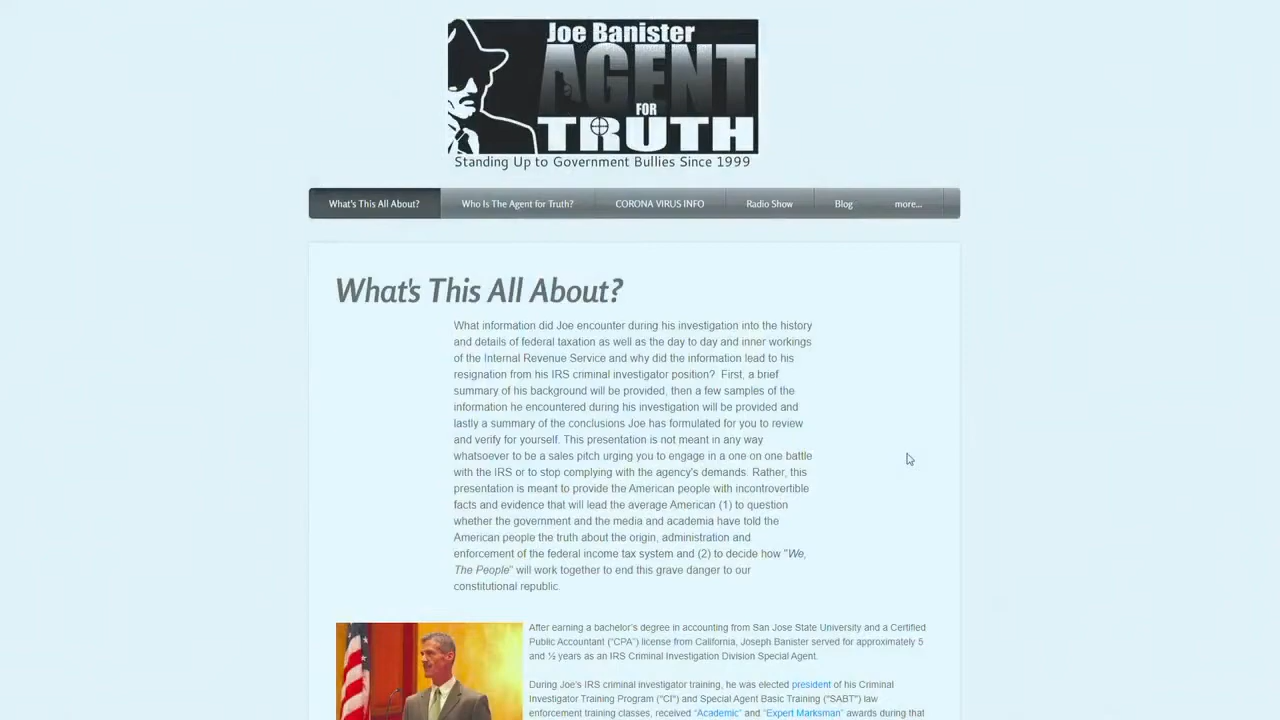 Joe Banister
AGENT
FOR
TRUTH
Standing Up to Government Bullies Since 1999
What's This All About?
Who Is The Agent for Truth?
CORONA VIRUS INFO
Radio Show
Blog
more...
What's This All About?
What information did Joe encounter during his investigation into the history
and details of federal taxation as well as the day to day and inner workings
of the Internal Revenue Service and why did the information lead to his
resignation from his IRS criminal investigator position?  First, a brief
summary of his background will be provided, then a few samples of the
information he encountered during his investigation will be provided and
lastly a summary of the conclusions Joe has formulated for you to review
and verify for yourself. This presentation is not meant in any way
whatsoever to be a sales pitch urging you to engage in a one on one battle
with the IRS or to stop complying with the agency's demands. Rather, this
presentation is meant to provide the American people with incontrovertible
facts and evidence that will lead the average American (1) to question
whether the government and the media and academia have told the
American people the truth about the origin, administration and
enforcement of the federal income tax system and (2) to decide how "We,
The People" will work together to end this grave danger to our
constitutional republic.
After earning a bachelor's degree in accounting from San Jose State University and a Certified
Public Accountant ("CPA") license from California, Joseph Banister served for approximately 5
and ½ years as an IRS Criminal Investigation Division Special Agent.
During Joe's IRS criminal investigator training, he was elected president of his Criminal
Investigator Training Program ("CI") and Special Agent Basic Training ("SABT") law
enforcement training classes, received "Academic" and "Expert Marksman" awards during that